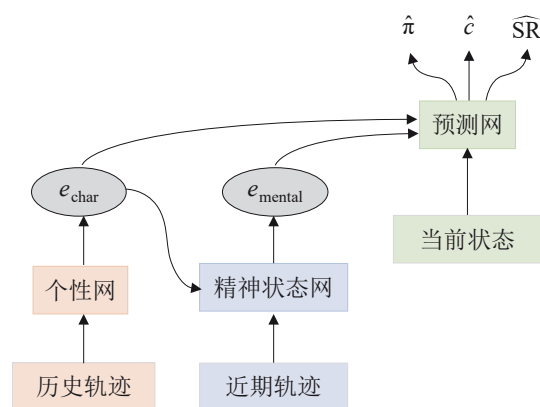 π̂ ĉ S͡R
预测网
e_char e_mental
当前状态
个性网 精神状态网
历史轨迹 近期轨迹